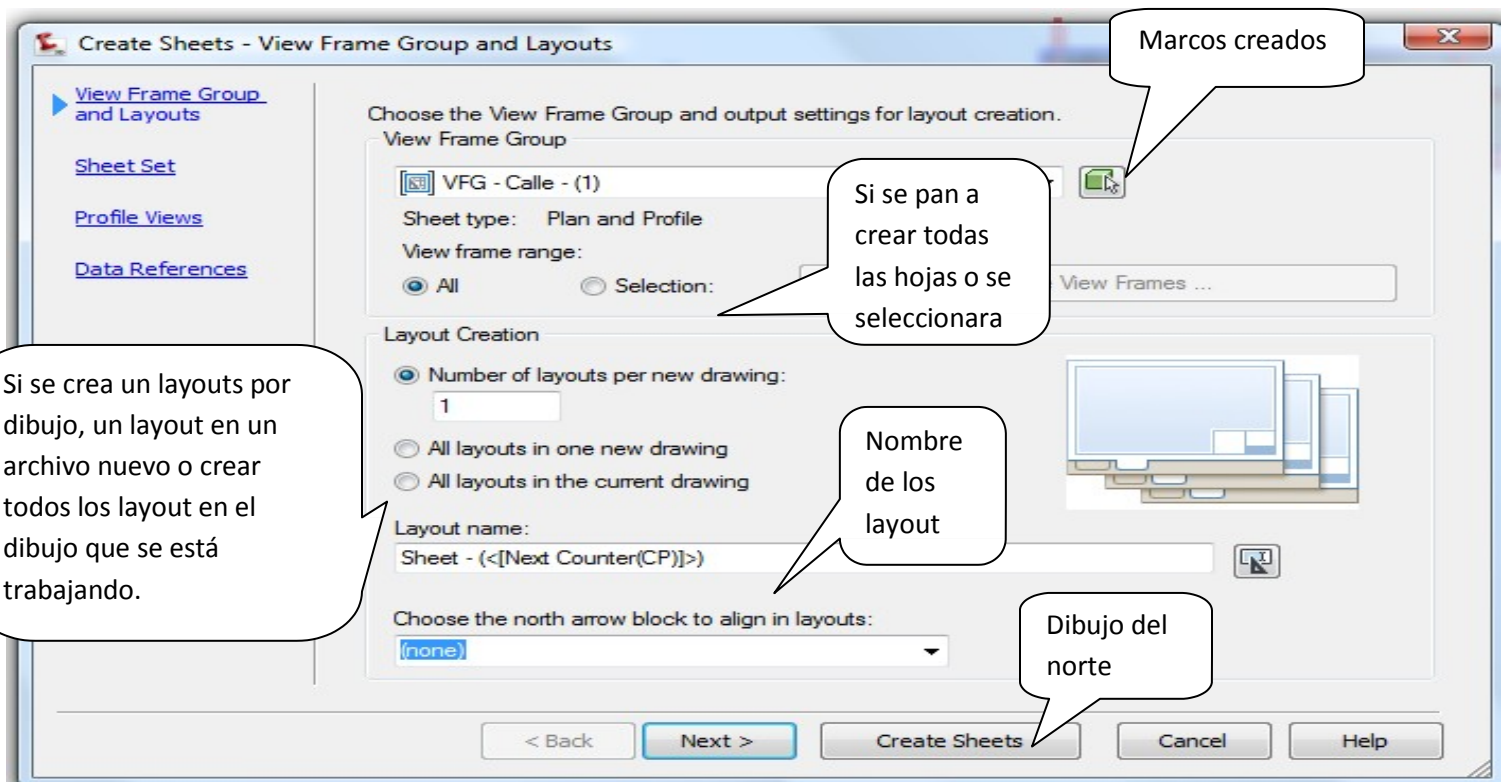 Create Sheets - View Frame Group and Layouts
Marcos creados
View Frame Group
and Layouts
Sheet Set
Profile Views
Data References
Choose the View Frame Group and output settings for layout creation.
View Frame Group
VFG - Calle - (1)
Sheet type: Plan and Profile
View frame range:
All
Selection:
View Frames ...
Si se pan a
crear todas
las hojas o se
seleccionara
Layout Creation
Number of layouts per new drawing:
1
All layouts in one new drawing
All layouts in the current drawing
Si se crea un layouts por
dibujo, un layout en un
archivo nuevo o crear
todos los layout en el
dibujo que se está
trabajando.
Nombre
de los
layout
Layout name:
Sheet - (<[Next Counter(CP)]>)
Choose the north arrow block to align in layouts:
(none)
Dibujo del
norte
< Back
Next >
Create Sheets
Cancel
Help